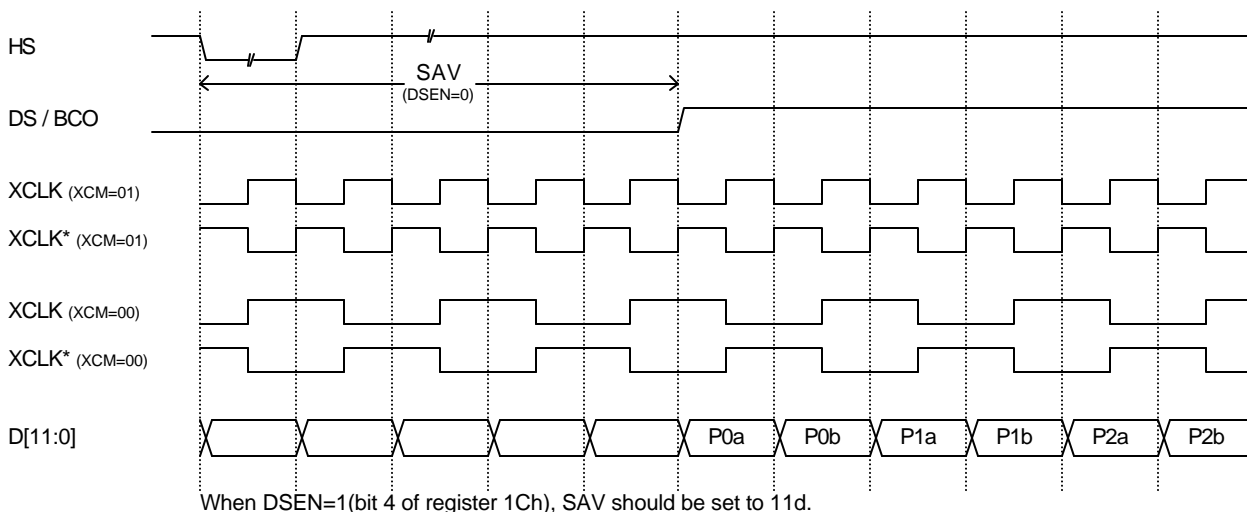 HS
SAV
(DSEN=0)
DS / BCO
XCLK (XCM=01)
XCLK* (XCM=01)
XCLK (XCM=00)
XCLK* (XCM=00)
D[11:0] P0a P0b P1a P1b P2a P2b
When DSEN=1(bit 4 of register 1Ch), SAV should be set to 11d.